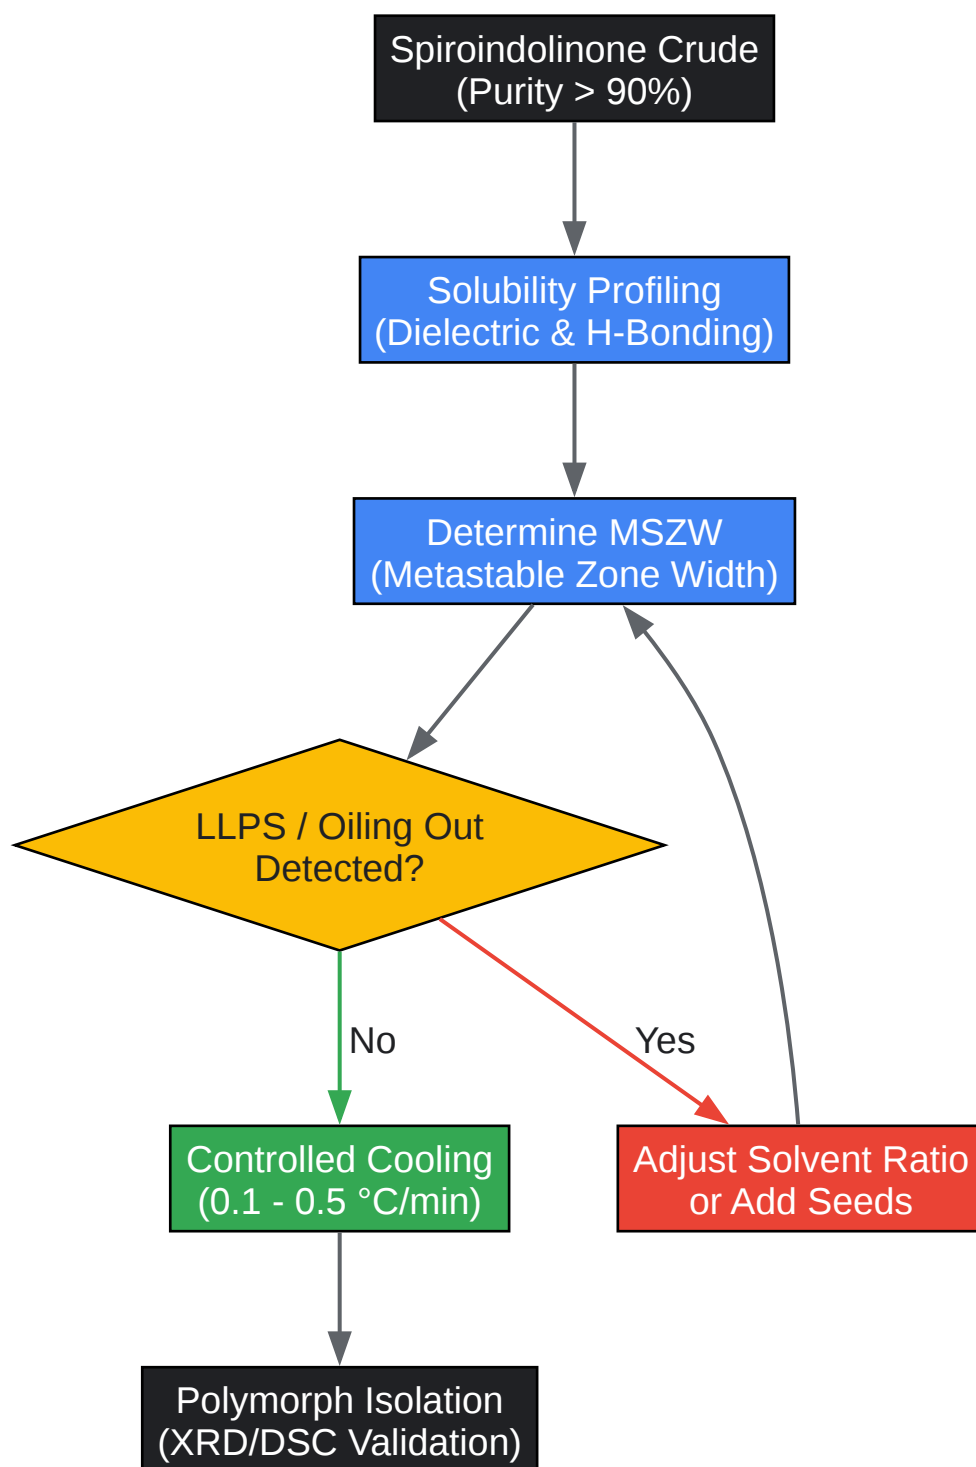 Spiroindolinone Crude
(Purity > 90%)
Solubility Profiling
(Dielectric & H-Bonding)
Determine MSZW
(Metastable Zone Width)
LLPS / Oiling Out
Detected?
No
Yes
Controlled Cooling
(0.1 - 0.5 °C/min)
Adjust Solvent Ratio
or Add Seeds
Polymorph Isolation
(XRD/DSC Validation)